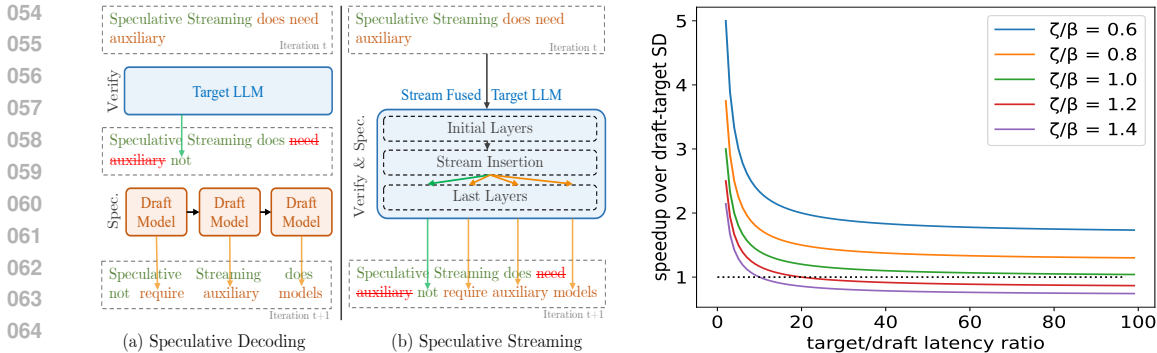 054
055
056
057
058
059
060
061
062
063
064
Speculative Streaming does need
auxiliary
Iteration t
Verify
Target LLM
Speculative Streaming does need
auxiliary not
Spec.
Draft
Model
Draft
Model
Draft
Model
Speculative Streaming does
not require auxiliary models
Iteration t+1
(a) Speculative Decoding
Speculative Streaming does need
auxiliary
Iteration t
Stream Fused Target LLM
Verify & Spec.
Initial Layers
Stream Insertion
Last Layers
Speculative Streaming does need
auxiliary not require auxiliary models
Iteration t+1
(b) Speculative Streaming
speedup over draft-target SD
5
4
3
2
1
ζ/β = 0.6
ζ/β = 0.8
ζ/β = 1.0
ζ/β = 1.2
ζ/β = 1.4
0 20 40 60 80 100
target/draft latency ratio